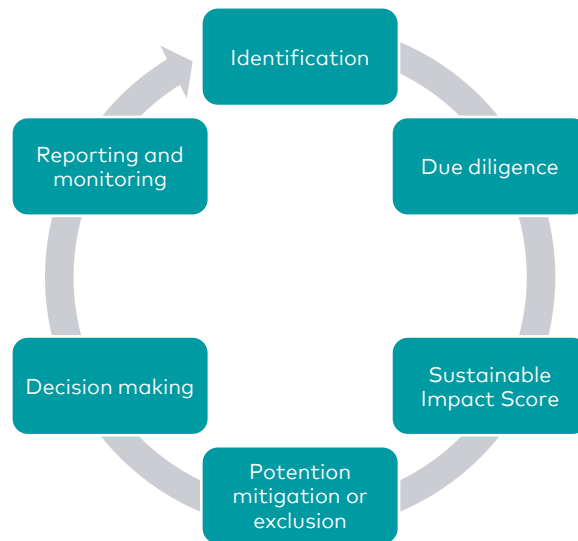 Identification
Due diligence
Sustainable
Impact Score
Potention
mitigation or
exclusion
Decision making
Reporting and
monitoring